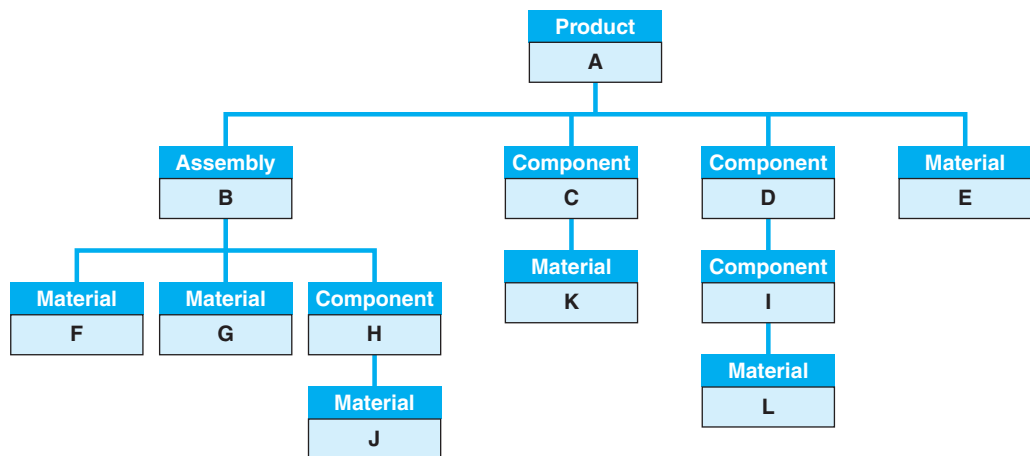 Product
A
Assembly
B
Component
C
Component
D
Material
E
Material
F
Material
G
Component
H
Material
K
Component
I
Material
J
Material
L